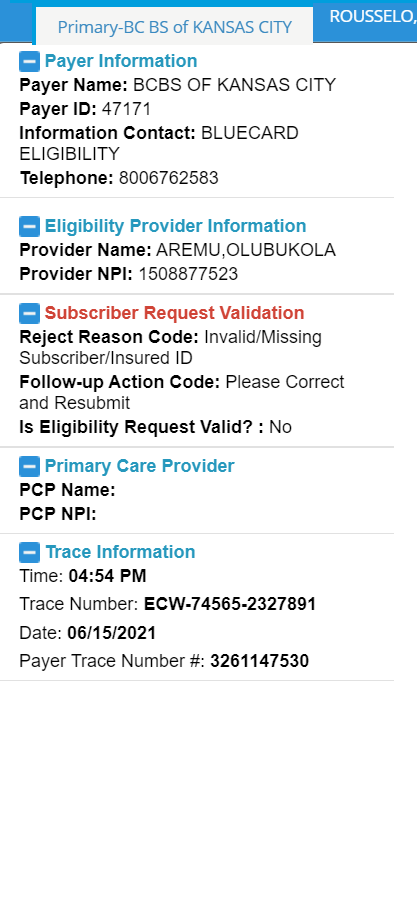 Primary-BC BS of KANSAS CITY
ROUSSELO,
Payer Information
Payer Name: BCBS OF KANSAS CITY
Payer ID: 47171
Information Contact: BLUECARD
ELIGIBILITY
Telephone: 8006762583
Eligibility Provider Information
Provider Name: AREMU,OLUBUKOLA
Provider NPI: 1508877523
Subscriber Request Validation
Reject Reason Code: Invalid/Missing
Subscriber/Insured ID
Follow-up Action Code: Please Correct
and Resubmit
Is Eligibility Request Valid? : No
Primary Care Provider
PCP Name:
PCP NPI:
Trace Information
Time: 04:54 PM
Trace Number: ECW-74565-2327891
Date: 06/15/2021
Payer Trace Number #: 3261147530